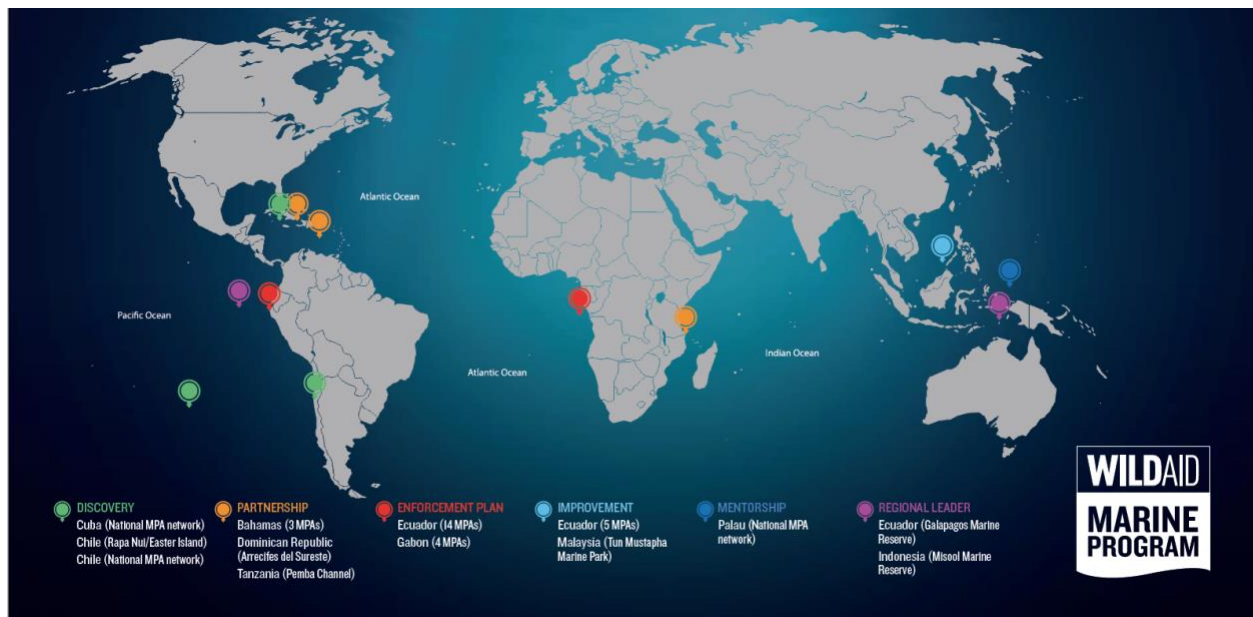 Atlantic Ocean
Pacific Ocean
Indian Ocean
Atlantic Ocean
DISCOVERY
Cuba (National MPA network)
Chile (Rapa Nui/Easter Island)
Chile (National MPA network)
PARTNERSHIP
Bahamas (3 MPAs)
Dominican Republic
(Arrecifes del Sureste)
Tanzania (Pemba Channel)
ENFORCEMENT PLAN
Ecuador (14 MPAs)
Gabon (4 MPAs)
IMPROVEMENT
Ecuador (5 MPAs)
Malaysia (Tun Mustapha
Marine Park)
MENTORSHIP
Palau (National MPA
network)
REGIONAL LEADER
Ecuador (Galapagos Marine
Reserve)
Indonesia (Misool Marine
Reserve)
WILDAID
MARINE
PROGRAM